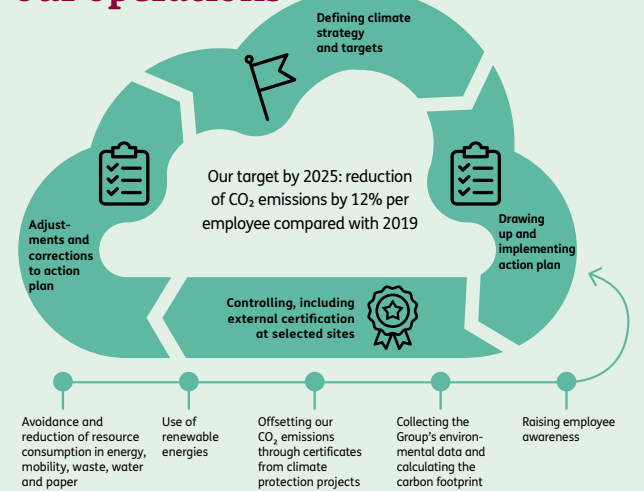 our operations
Defining climate
strategy
and targets
Our target by 2025: reduction
of CO₂ emissions by 12% per
employee compared with 2019
Adjust-
ments and
corrections
to action
plan
Drawing
up and
implementing
action plan
Controlling, including
external certification
at selected sites
Avoidance and
reduction of resource
consumption in energy,
mobility, waste, water
and paper
Use of
renewable
energies
Offsetting our
CO₂ emissions
through certificates
from climate
protection projects
Collecting the
Group’s environ-
mental data and
calculating the
carbon footprint
Raising employee
awareness